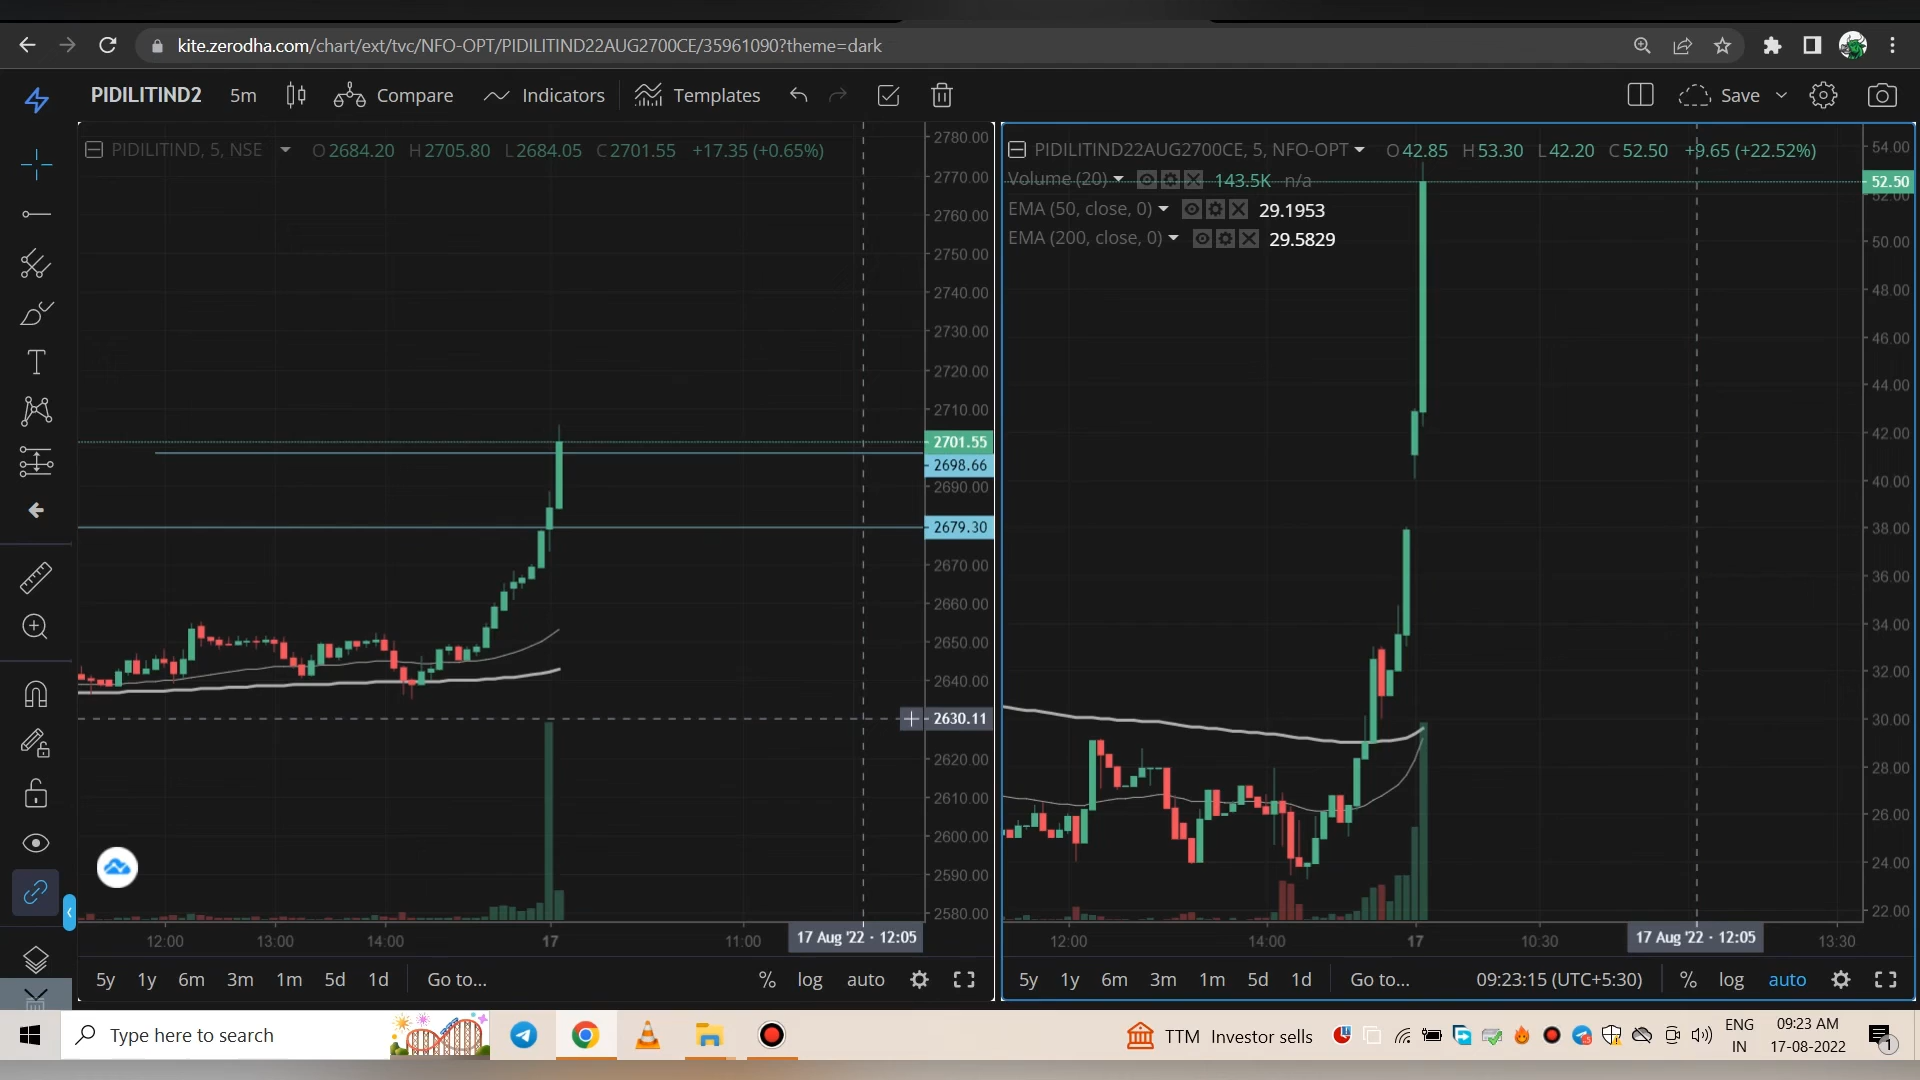 kite.zerodha.com/chart/ext/tvc/NFO-OPT/PIDILITIND22AUG2700CE/35961090?theme=dark
PIDILITIND2 5m Compare Indicators Templates Save
PIDILITIND, 5, NSE O2684.20 H2705.80 L2684.05 C2701.55 +17.35 (+0.65%)
2780.00
2770.00
2760.00
2750.00
2740.00
2730.00
2720.00
2710.00
2701.55
2698.66
2690.00
2679.30
2670.00
2660.00
2650.00
2640.00
2630.11
2620.00
2610.00
2600.00
2590.00
2580.00
12:00 13:00 14:00 17 11:00 17 Aug '22 · 12:05
5y 1y 6m 3m 1m 5d 1d Go to... % log auto
PIDILITIND22AUG2700CE, 5, NFO-OPT O42.85 H53.30 L42.20 C52.50 +9.65 (+22.52%)
Volume (20) 143.5K n/a
EMA (50, close, 0) 29.1953
EMA (200, close, 0) 29.5829
54.00
52.50
52.00
50.00
48.00
46.00
44.00
42.00
40.00
38.00
36.00
34.00
32.00
30.00
28.00
26.00
24.00
22.00
12:00 14:00 17 10:30 17 Aug '22 · 12:05 13:30
5y 1y 6m 3m 1m 5d 1d Go to... 09:23:15 (UTC+5:30) % log auto
Type here to search
TTM Investor sells
ENG
IN
09:23 AM
17-08-2022
1